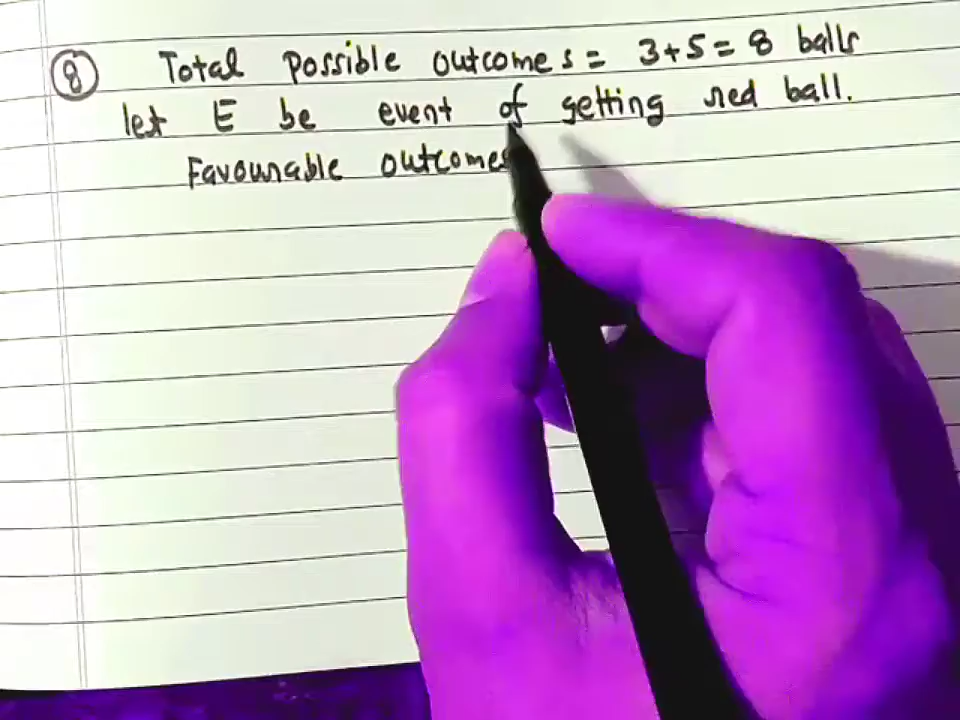 8 Total possible outcomes = 3+5 = 8 balls
let E be event of getting red ball.
Favourable outcomes